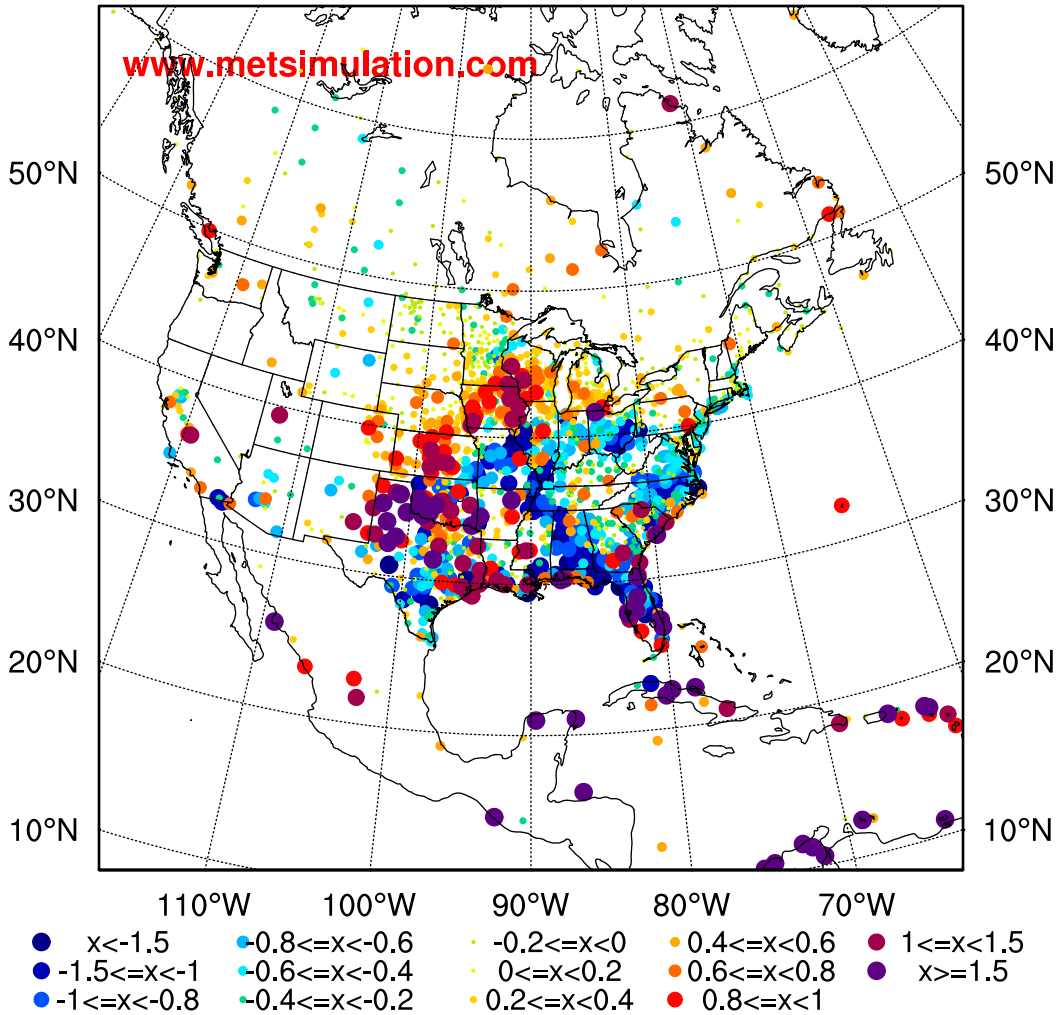 www.metsimulation.com
50°N 50°N
40°N 40°N
30°N 30°N
20°N 20°N
10°N 10°N
110°W 100°W 90°W 80°W 70°W
x<-1.5 -0.8<=x<-0.6 -0.2<=x<0 0.4<=x<0.6 1<=x<1.5
-1.5<=x<-1 -0.6<=x<-0.4 0<=x<0.2 0.6<=x<0.8 x>=1.5
-1<=x<-0.8 -0.4<=x<-0.2 0.2<=x<0.4 0.8<=x<1